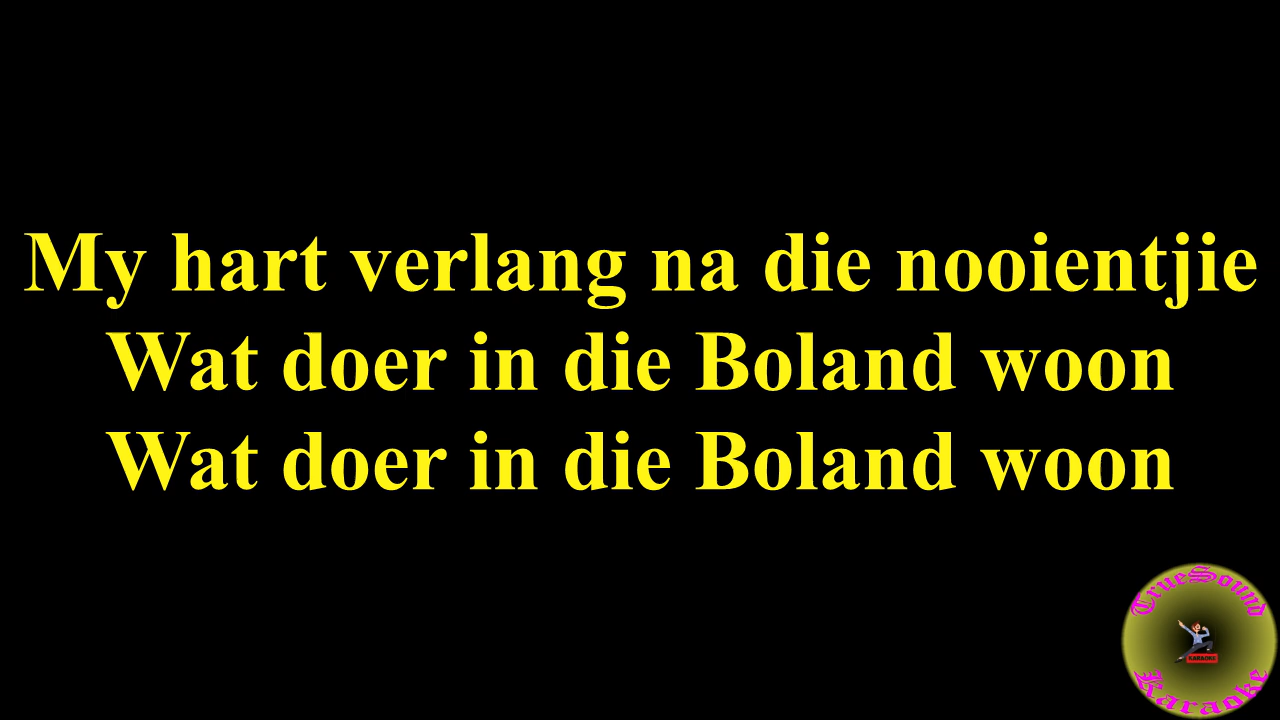 My hart verlang na die nooientjie
Wat doer in die Boland woon
Wat doer in die Boland woon
TrueSound
KARAOKE
Karaoke